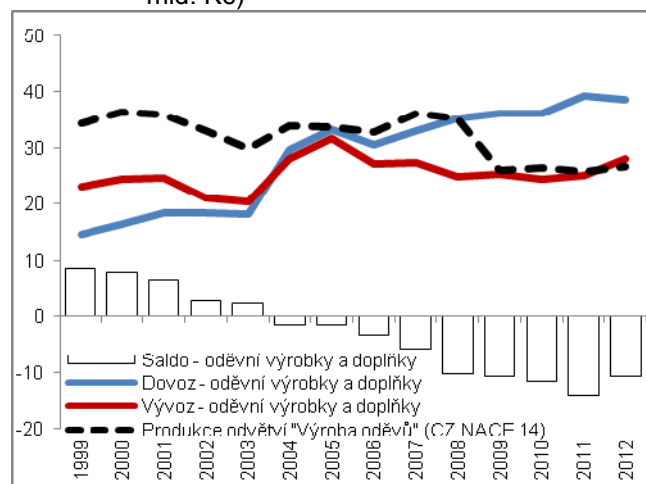 mld. Kč)
50
40
30
20
10
0
-10
-20
Saldo - oděvní výrobky a doplňky
Dovoz - oděvní výrobky a doplňky
Vývoz - oděvní výrobky a doplňky
Produkce odvětví "Výroba oděvů" (CZ NACE 14)
1999 2000 2001 2002 2003 2004 2005 2006 2007 2008 2009 2010 2011 2012